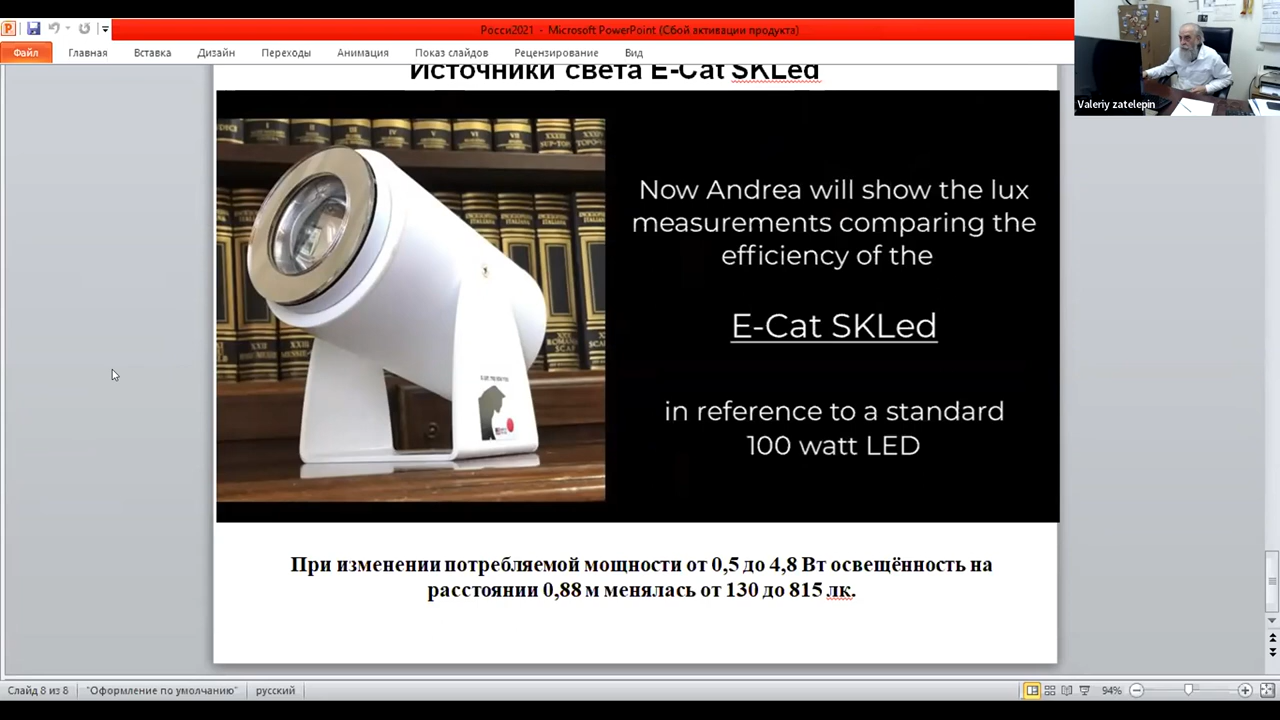 Росси2021 - Microsoft PowerPoint (Сбой активации продукта)
Файл Главная Вставка Дизайн Переходы Анимация Показ слайдов Рецензирование Вид
Valeriy zatelepin
Источники света E-Cat SKLed
Now Andrea will show the lux
measurements comparing the
efficiency of the
E-Cat SKLed
in reference to a standard
100 watt LED
При изменении потребляемой мощности от 0,5 до 4,8 Вт освещённость на
расстоянии 0,88 м менялась от 130 до 815 лк.
Слайд 8 из 8 "Оформление по умолчанию" русский 94%